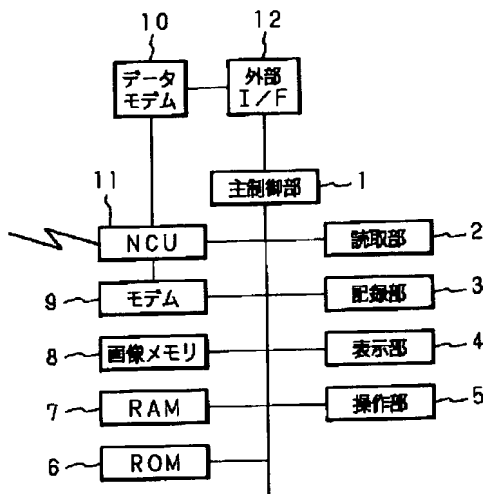 10
12
データ
モデム
外部
I/F
11
主制御部
1
NCU
読取部
2
9
モデム
記録部
3
8
画像メモリ
表示部
4
7
RAM
操作部
5
6
ROM